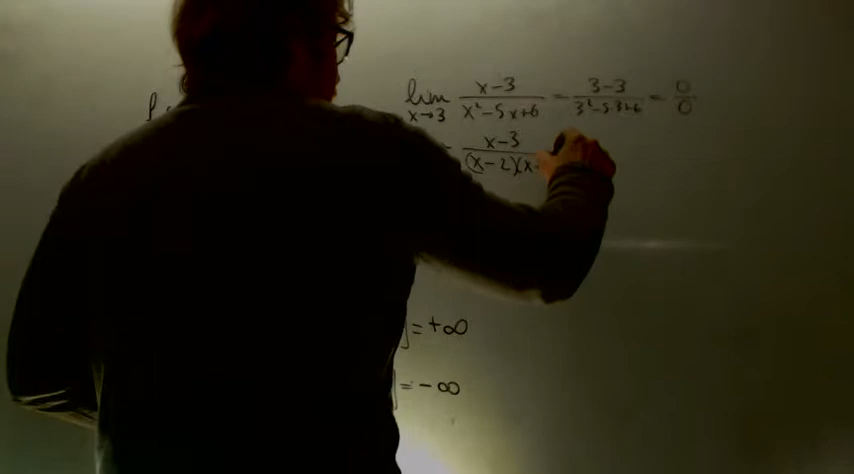 lim x→3 x-3 / x²-5x+6 = 3-3 / 3²-5·3+6 = 0/0
x-3 / (x-2)(x-
= +∞
= -∞